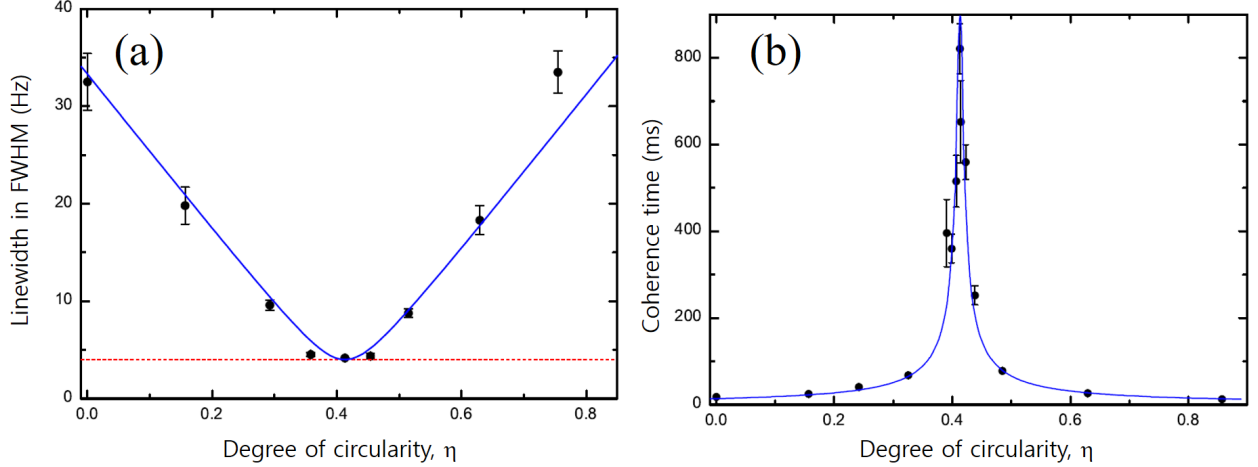 (a)
Linewidth in FWHM (Hz)
40
30
20
10
0
0.0 0.2 0.4 0.6 0.8
Degree of circularity, η
(b)
Coherence time (ms)
800
600
400
200
0
0.0 0.2 0.4 0.6 0.8
Degree of circularity, η